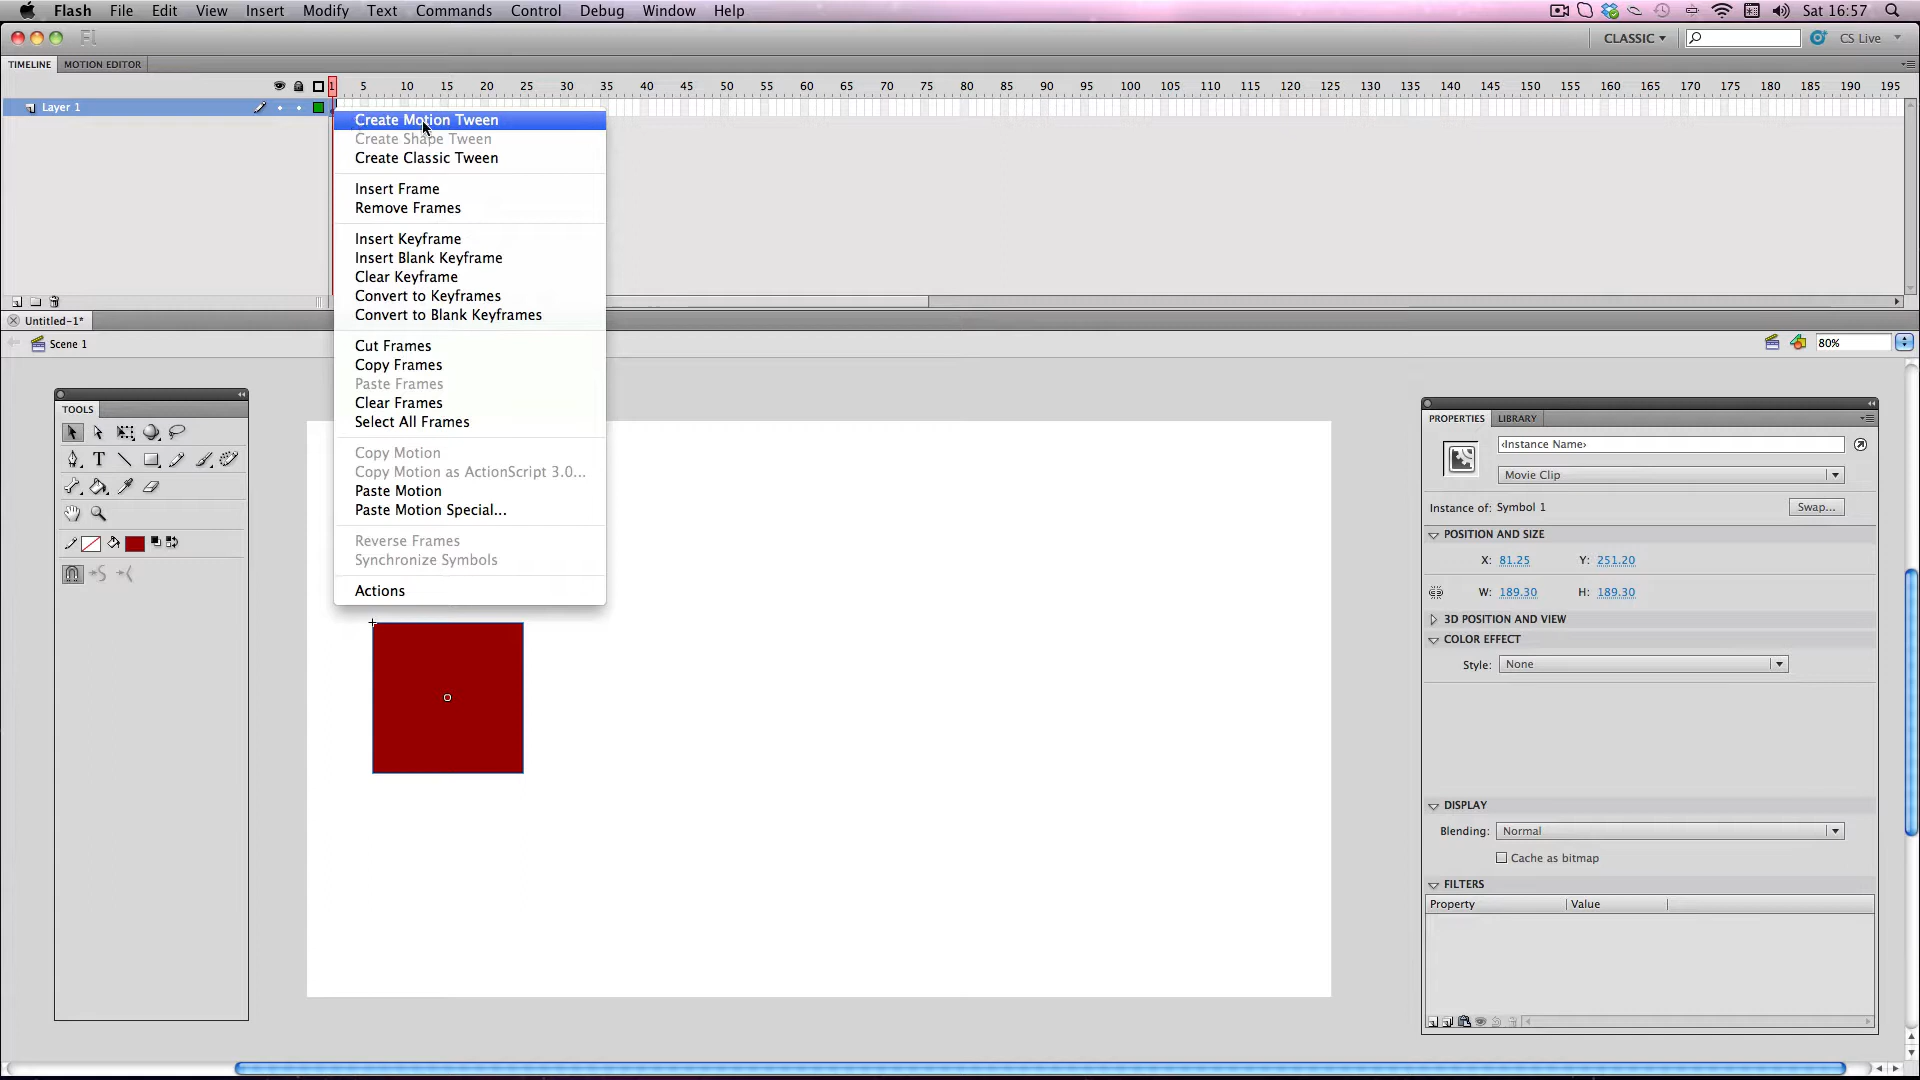 Flash File Edit View Insert Modify Text Commands Control Debug Window Help Sat 16:57
Fl CLASSIC CS Live
TIMELINE MOTION EDITOR
1 5 10 15 20 25 30 35 40 45 50 55 60 65 70 75 80 85 90 95 100 105 110 115 120 125 130 135 140 145 150 155 160 165 170 175 180 185 190 195
Layer 1
Create Motion Tween
Create Shape Tween
Create Classic Tween
Insert Frame
Remove Frames
Insert Keyframe
Insert Blank Keyframe
Clear Keyframe
Convert to Keyframes
Convert to Blank Keyframes
Cut Frames
Copy Frames
Paste Frames
Clear Frames
Select All Frames
Copy Motion
Copy Motion as ActionScript 3.0...
Paste Motion
Paste Motion Special...
Reverse Frames
Synchronize Symbols
Actions
Untitled-1*
Scene 1
80%
TOOLS
PROPERTIES LIBRARY
<Instance Name>
Movie Clip
Instance of: Symbol 1 Swap...
POSITION AND SIZE
X: 81.25 Y: 251.20
W: 189.30 H: 189.30
3D POSITION AND VIEW
COLOR EFFECT
Style: None
DISPLAY
Blending: Normal
Cache as bitmap
FILTERS
Property Value